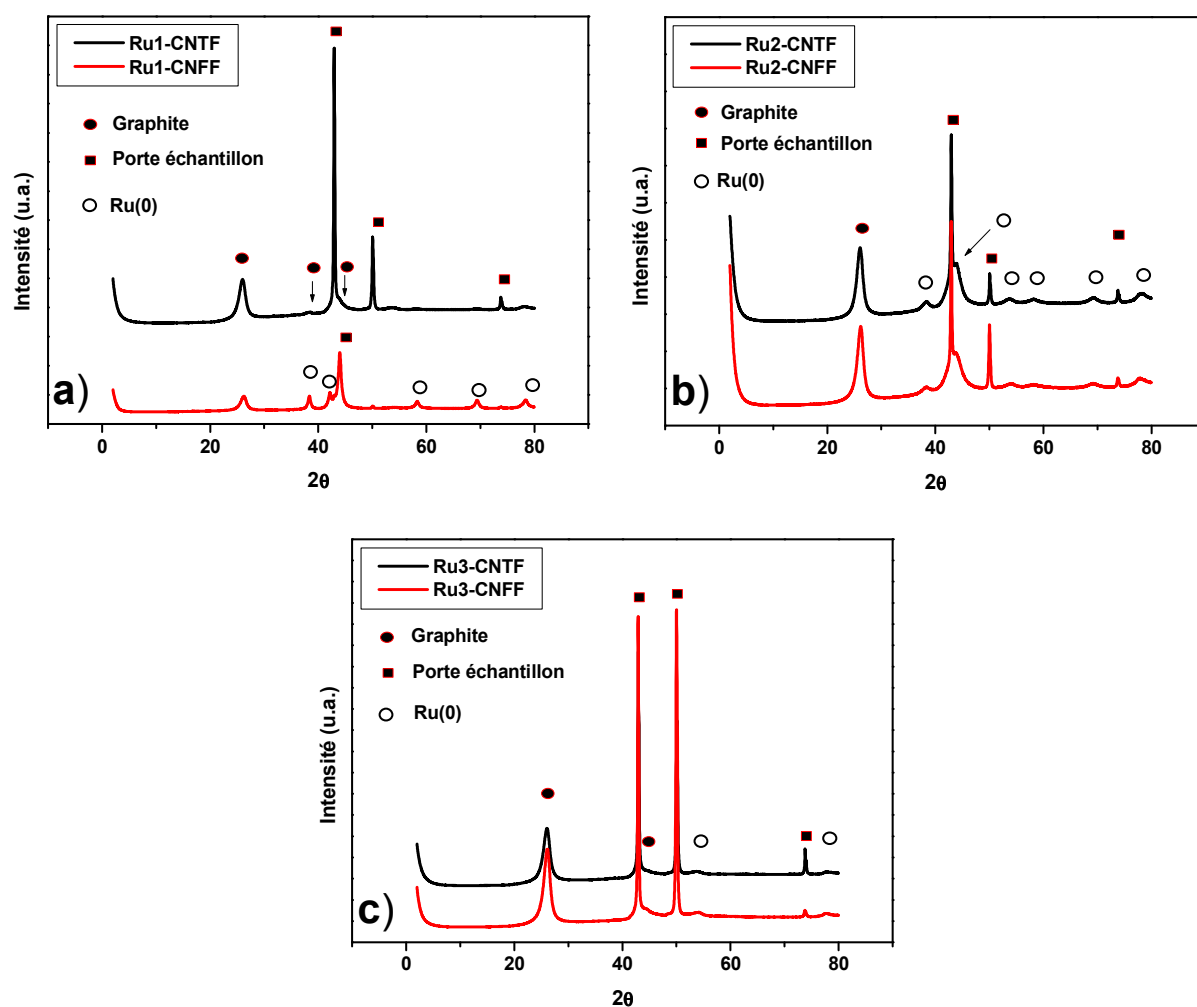 Ru1-CNTF
Ru1-CNFF
Graphite
Porte échantillon
Ru(0)
Intensité (u.a.)
a)
0 20 40 60 80
2θ
Ru2-CNTF
Ru2-CNFF
Graphite
Porte échantillon
Ru(0)
Intensité (u.a.)
b)
0 20 40 60 80
2θ
Ru3-CNTF
Ru3-CNFF
Graphite
Porte échantillon
Ru(0)
Intensité (u.a.)
c)
0 20 40 60 80
2θ